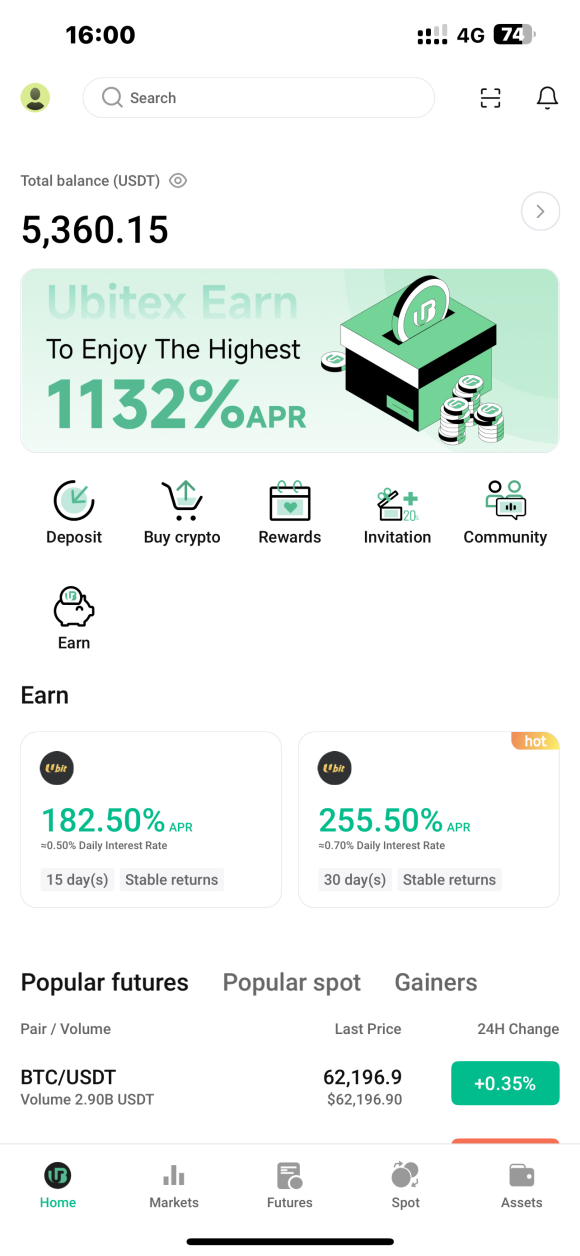 16:00
4G 74
Search
Total balance (USDT)
5,360.15
Ubitex Earn
To Enjoy The Highest
1132% APR
Deposit
Buy crypto
Rewards
Invitation
Community
Earn
Earn
hot
Ubit
182.50% APR
≈0.50% Daily Interest Rate
15 day(s) Stable returns
Ubit
255.50% APR
≈0.70% Daily Interest Rate
30 day(s) Stable returns
Popular futures Popular spot Gainers
Pair / Volume Last Price 24H Change
BTC/USDT 62,196.9 +0.35%
Volume 2.90B USDT $62,196.90
Home Markets Futures Spot Assets